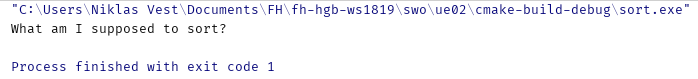 "C:\Users\Niklas Vest\Documents\FH\fh-hgb-ws1819\swo\ue02\cmake-build-debug\sort.exe"
What am I supposed to sort?
Process finished with exit code 1